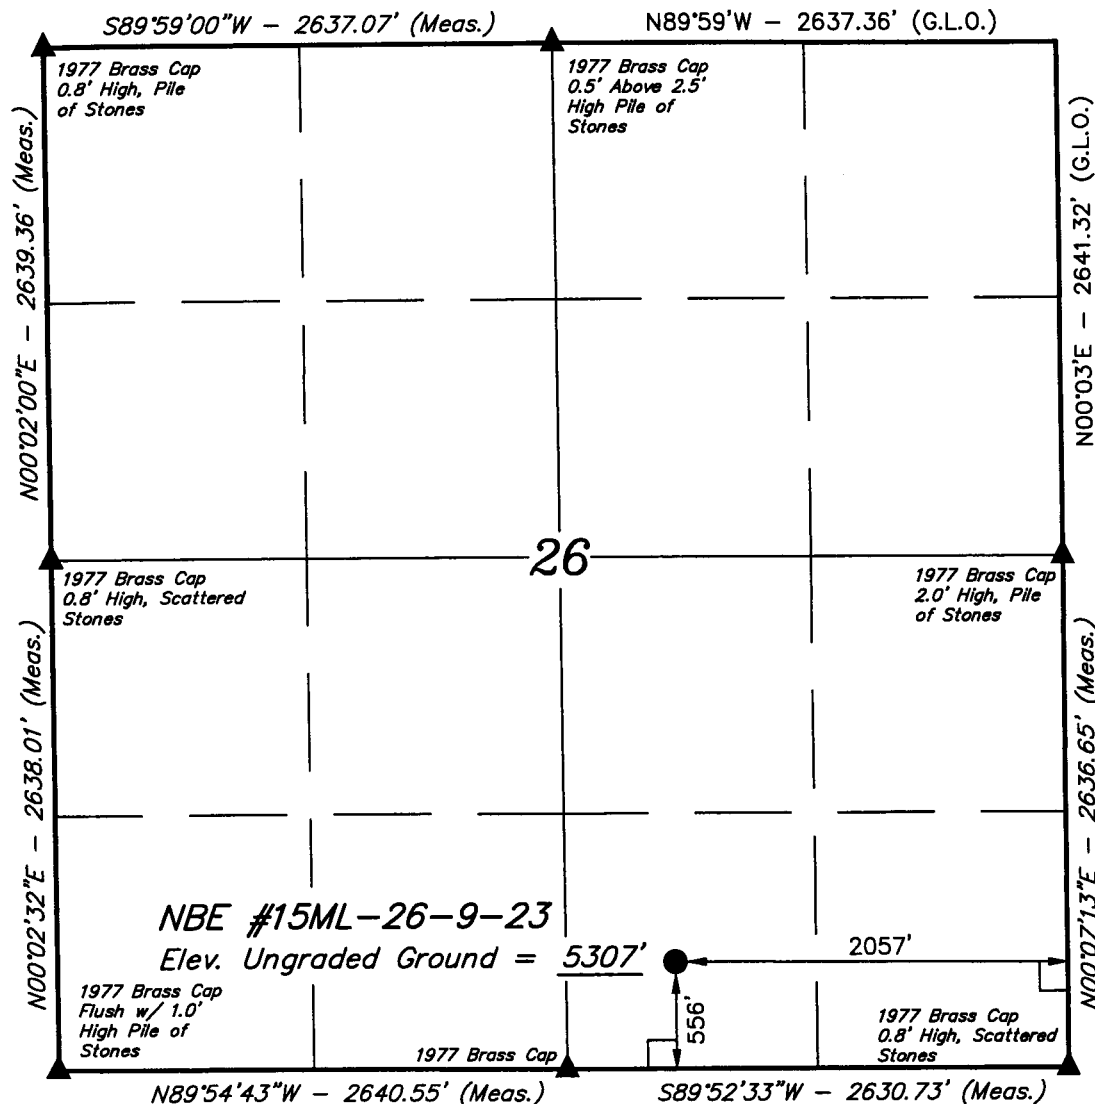 S89°59'00"W - 2637.07' (Meas.)
N89°59'W - 2637.36' (G.L.O.)
1977 Brass Cap
0.8' High, Pile
of Stones
1977 Brass Cap
0.5' Above 2.5'
High Pile of
Stones
N00°02'00"E - 2639.36' (Meas.)
N00°03'E - 2641.32' (G.L.O.)
26
1977 Brass Cap
0.8' High, Scattered
Stones
1977 Brass Cap
2.0' High, Pile
of Stones
N00°02'32"E - 2638.01' (Meas.)
N00°07'13"E - 2636.65' (Meas.)
NBE #15ML-26-9-23
Elev. Ungraded Ground = 5307'
2057'
556'
1977 Brass Cap
Flush w/ 1.0'
High Pile of
Stones
1977 Brass Cap
1977 Brass Cap
0.8' High, Scattered
Stones
N89°54'43"W - 2640.55' (Meas.)
S89°52'33"W - 2630.73' (Meas.)